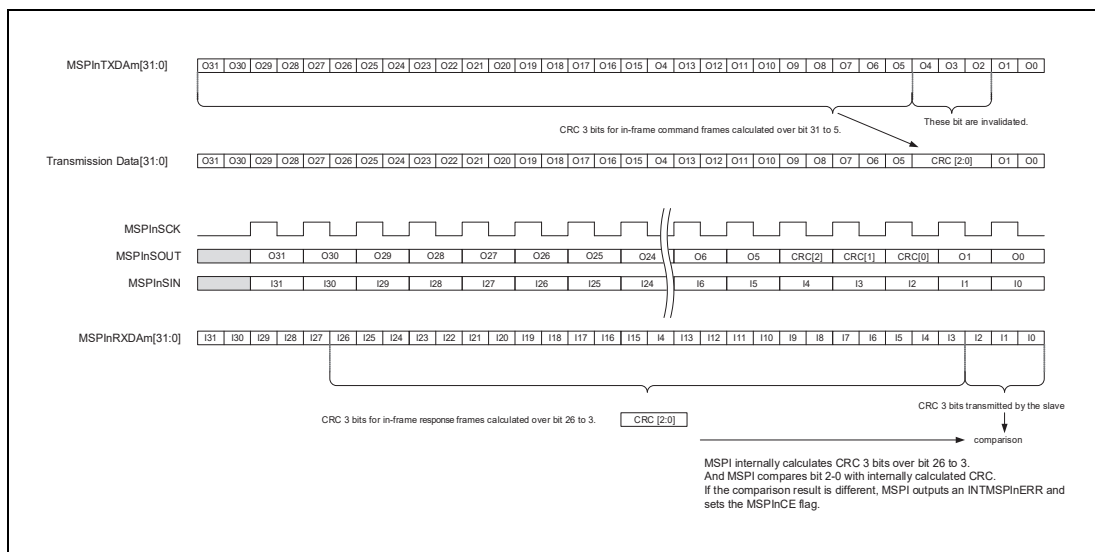 MSPInTXDAm[31:0] O31 O30 O29 O28 O27 O26 O25 O24 O23 O22 O21 O20 O19 O18 O17 O16 O15 O4 O13 O12 O11 O10 O9 O8 O7 O6 O5 O4 O3 O2 O1 O0
CRC 3 bits for in-frame command frames calculated over bit 31 to 5.
These bit are invalidated.
Transmission Data[31:0] O31 O30 O29 O28 O27 O26 O25 O24 O23 O22 O21 O20 O19 O18 O17 O16 O15 O4 O13 O12 O11 O10 O9 O8 O7 O6 O5 CRC [2:0] O1 O0
MSPInSCK
MSPInSOUT O31 O30 O29 O28 O27 O26 O25 O24 O6 O5 CRC[2] CRC[1] CRC[0] O1 O0
MSPInSIN I31 I30 I29 I28 I27 I26 I25 I24 I6 I5 I4 I3 I2 I1 I0
MSPInRXDAm[31:0] I31 I30 I29 I28 I27 I26 I25 I24 I23 I22 I21 I20 I19 I18 I17 I16 I15 I4 I13 I12 I11 I10 I9 I8 I7 I6 I5 I4 I3 I2 I1 I0
CRC 3 bits for in-frame response frames calculated over bit 26 to 3.
CRC [2:0]
CRC 3 bits transmitted by the slave
comparison
MSPI internally calculates CRC 3 bits over bit 26 to 3.
And MSPI compares bit 2-0 with internally calculated CRC.
If the comparison result is different, MSPI outputs an INTMSPInERR and
sets the MSPInCE flag.